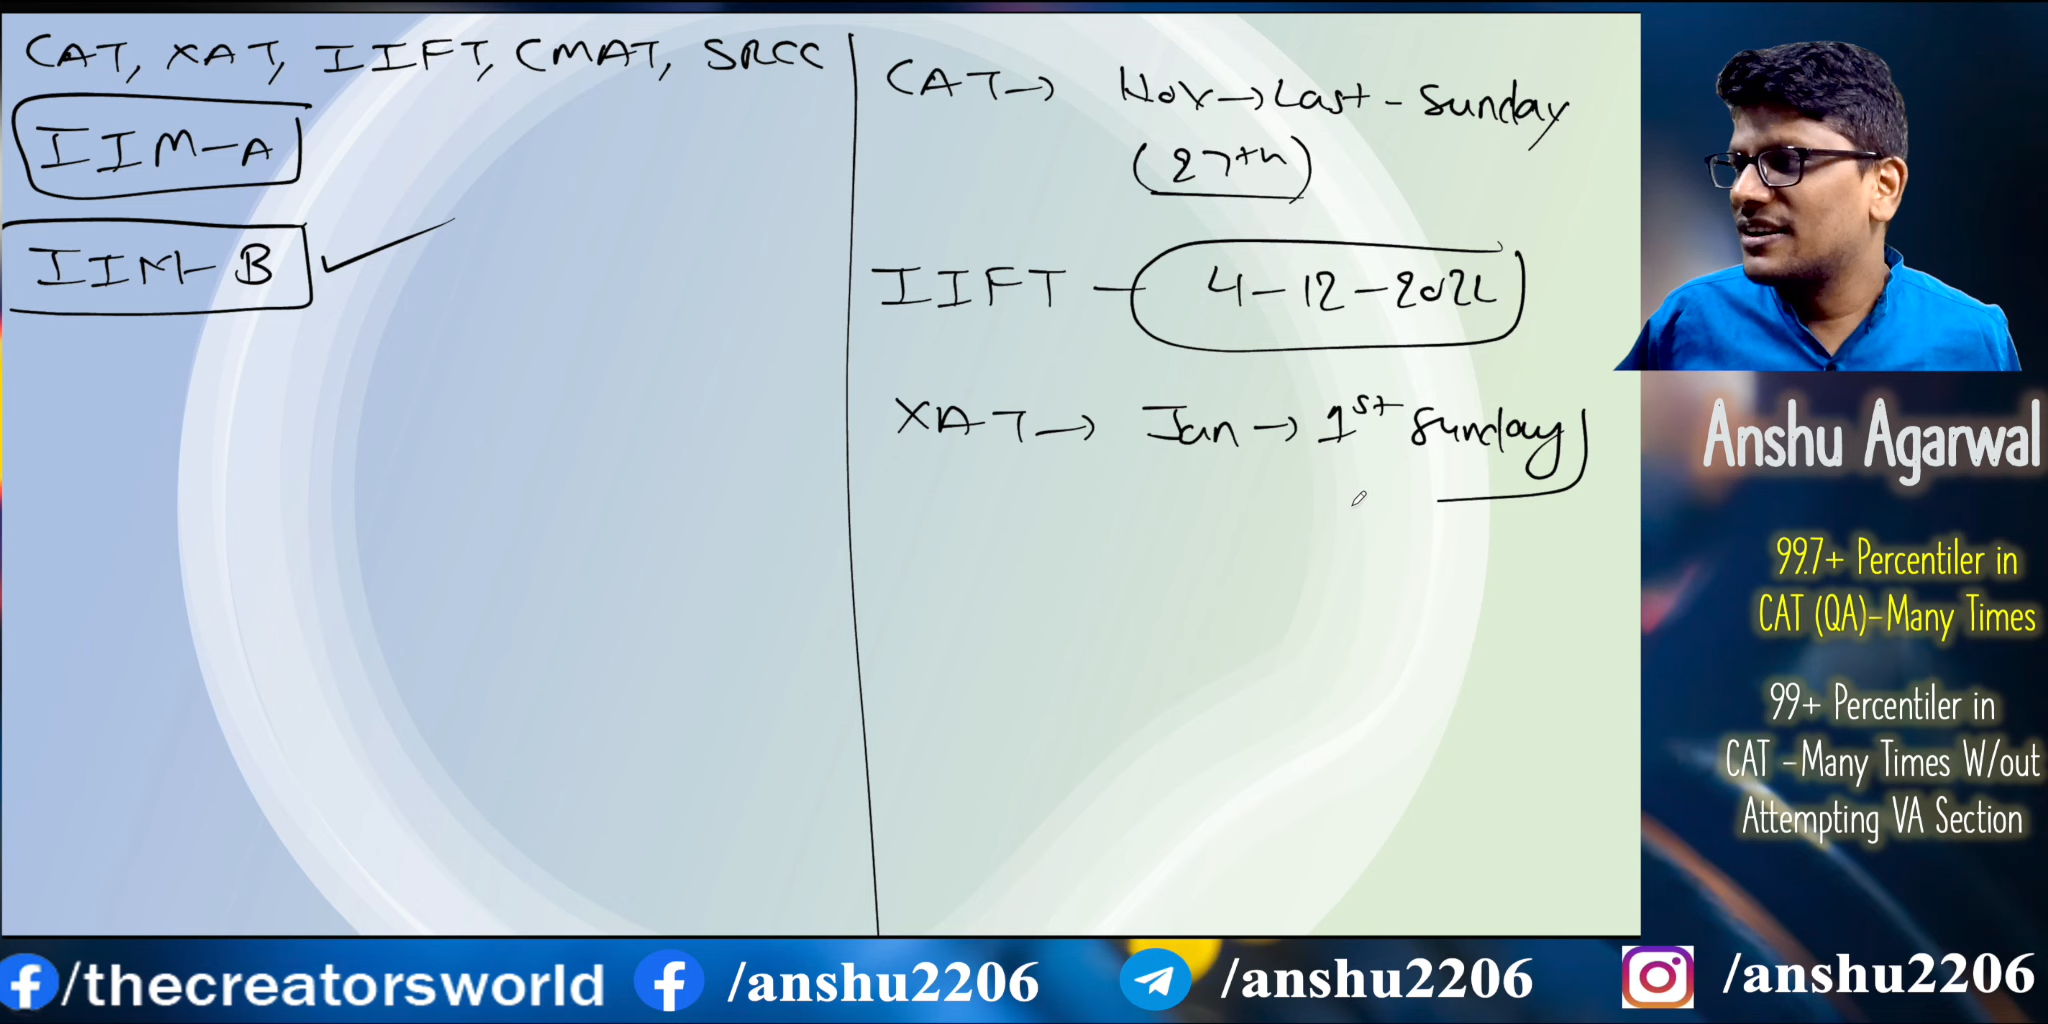 CAT, XAT, IIFT, CMAT, SRCC
IIM-A
IIM-B
CAT→ Nov→Last-Sunday
(27th)
IIFT - 4-12-2022
XAT→ Jan→1st Sunday
Anshu Agarwal
99.7+ Percentiler in
CAT (QA)-Many Times
99+ Percentiler in
CAT -Many Times W/out
Attempting VA Section
/thecreatorsworld /anshu2206 /anshu2206 /anshu2206